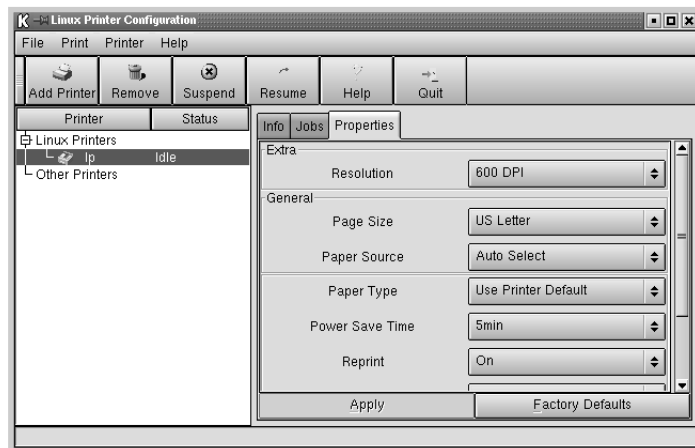 Linux Printer Configuration
File Print Printer Help
Add Printer Remove Suspend Resume Help Quit
Printer Status
Linux Printers
lp Idle
Other Printers
Info Jobs Properties
Extra
Resolution 600 DPI
General
Page Size US Letter
Paper Source Auto Select
Paper Type Use Printer Default
Power Save Time 5min
Reprint On
Apply Factory Defaults